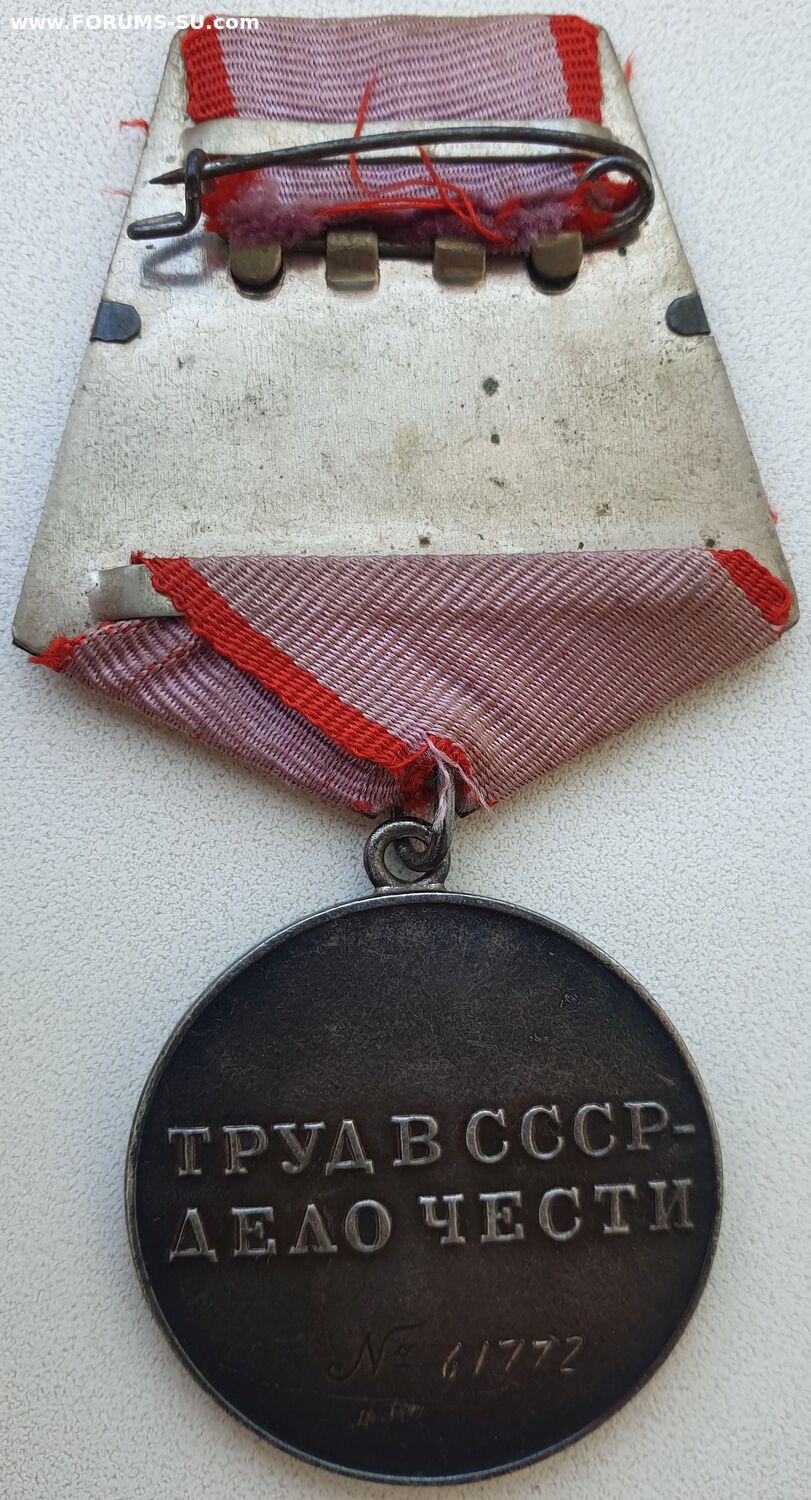 www.FORUMS-SU.com
ТРУД В СССР-
ДЕЛО ЧЕСТИ
№ 61772